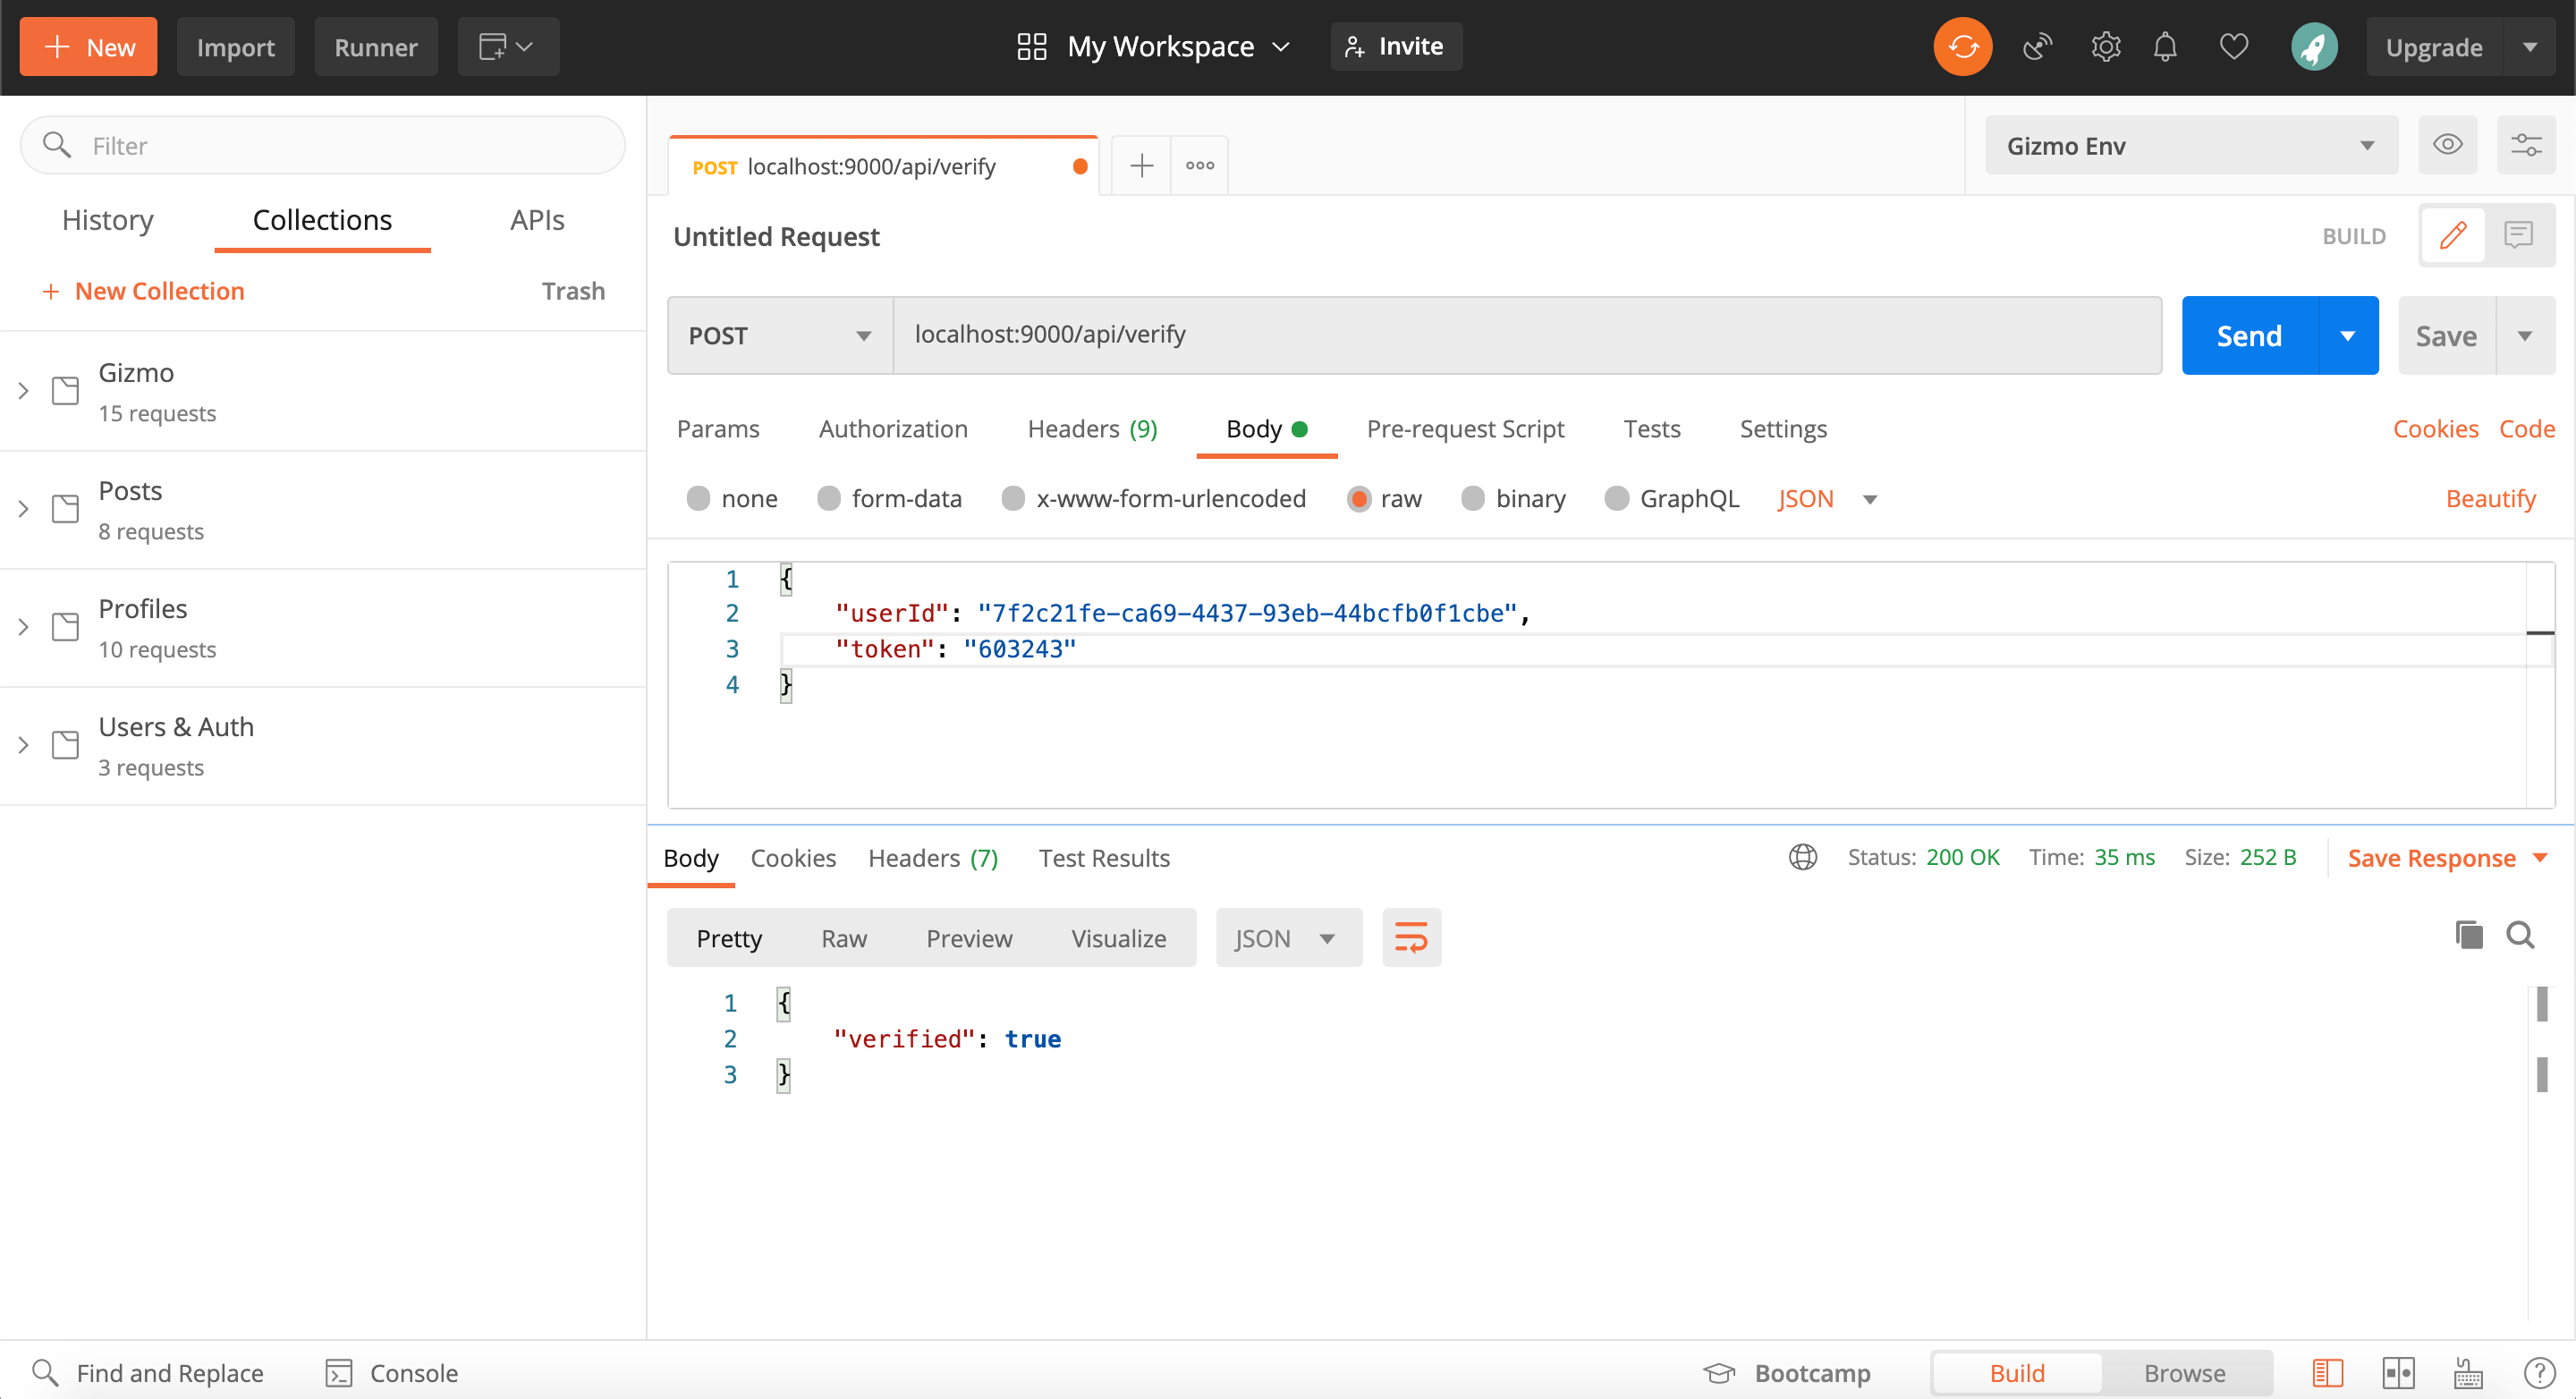 New
Import
Runner
My Workspace
Invite
Upgrade
Filter
History
Collections
APIs
+ New Collection
Trash
Gizmo
15 requests
Posts
8 requests
Profiles
10 requests
Users & Auth
3 requests
POST localhost:9000/api/verify
Gizmo Env
Untitled Request
BUILD
POST
localhost:9000/api/verify
Send
Save
Params
Authorization
Headers (9)
Body
Pre-request Script
Tests
Settings
Cookies
Code
none
form-data
x-www-form-urlencoded
raw
binary
GraphQL
JSON
Beautify
1 {
2 "userId": "7f2c21fe-ca69-4437-93eb-44bcfb0f1cbe",
3 "token": "603243"
4 }
Body
Cookies
Headers (7)
Test Results
Status: 200 OK
Time: 35 ms
Size: 252 B
Save Response
Pretty
Raw
Preview
Visualize
JSON
1 {
2 "verified": true
3 }
Find and Replace
Console
Bootcamp
Build
Browse
?